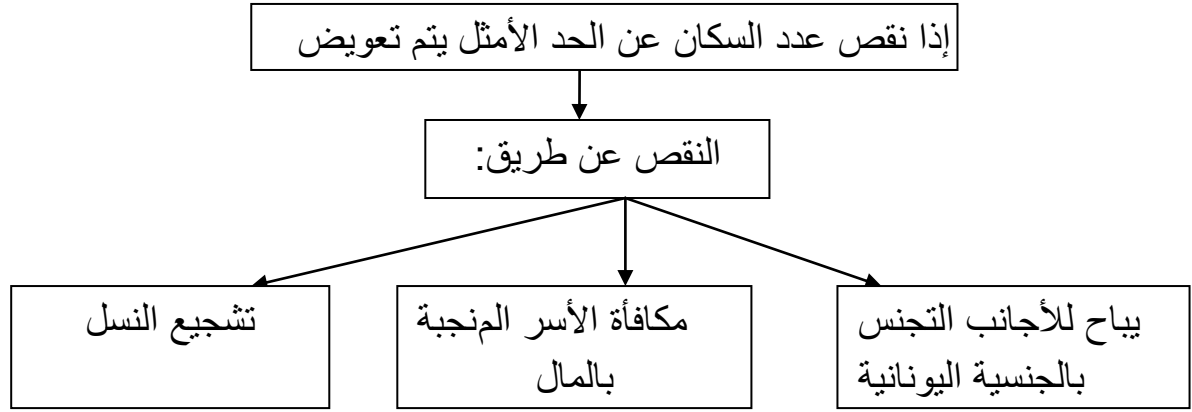 إذا نقص عدد السكان عن الحد الأمثل يتم تعويض
النقص عن طريق:
يباح للأجانب التجنس
بالجنسية اليونانية
مكافأة الأسر المنجبة
بالمال
تشجيع النسل